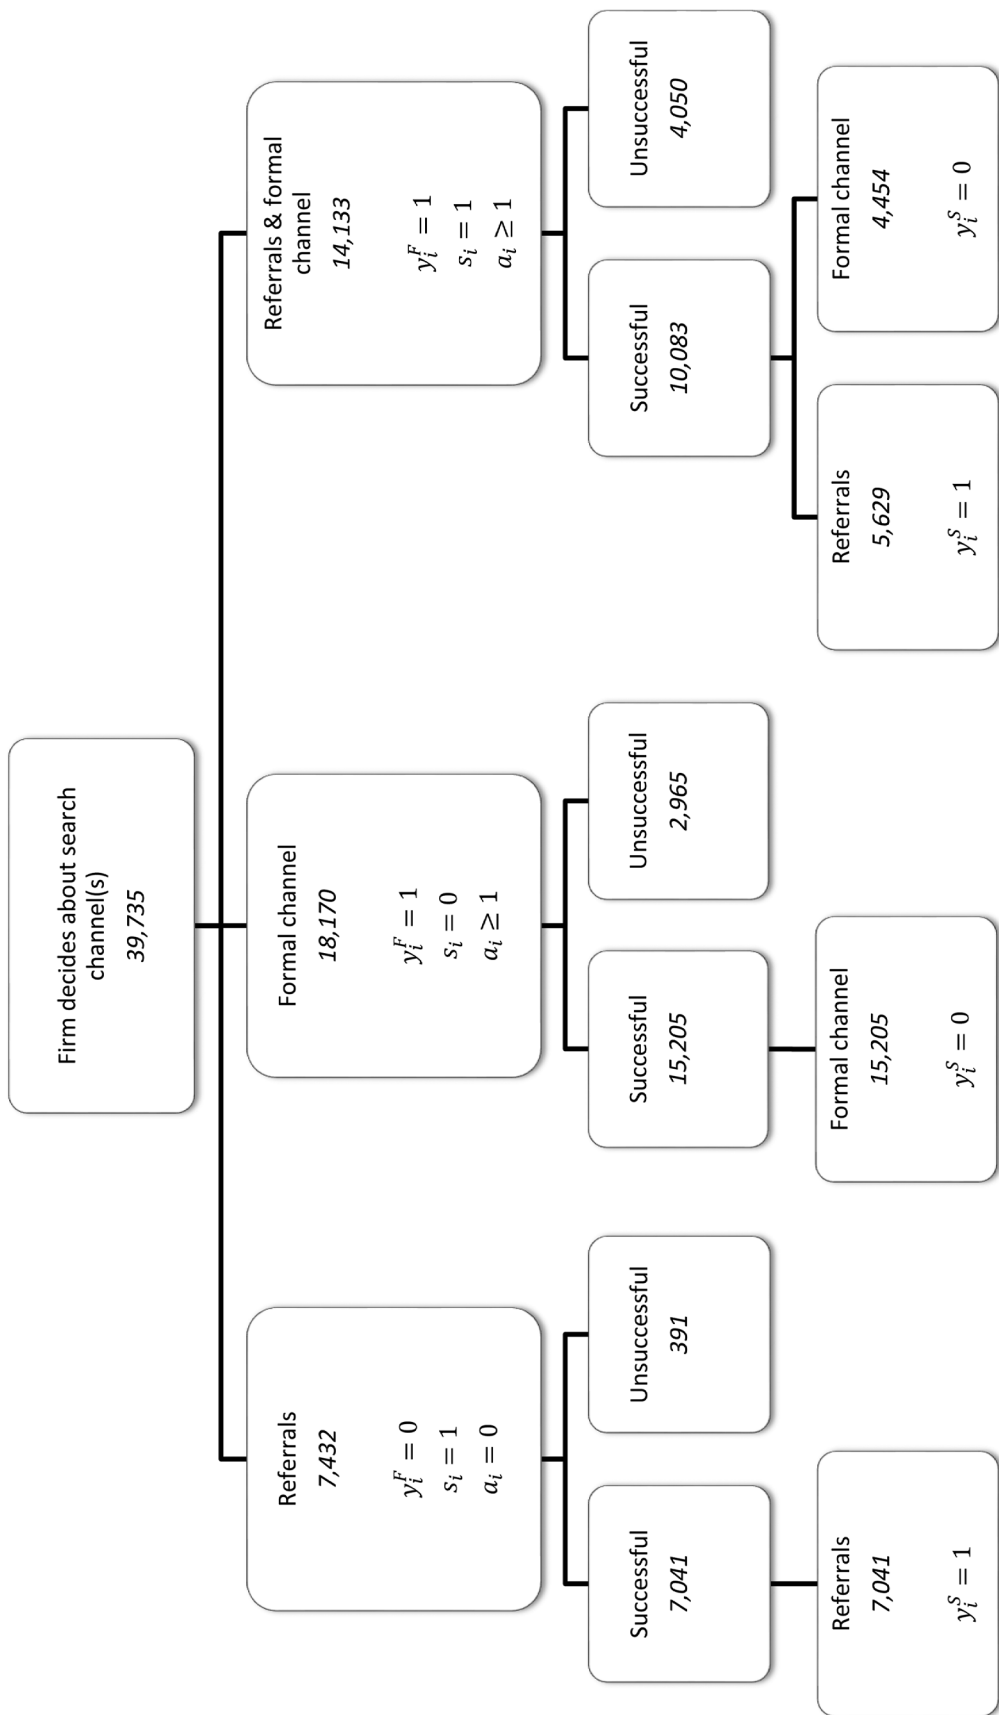 Firm decides about search
channel(s)
39,735
Referrals
7,432
$y_i^F = 0$
$s_i = 1$
$a_i = 0$
Formal channel
18,170
$y_i^F = 1$
$s_i = 0$
$a_i \geq 1$
Referrals & formal
channel
14,133
$y_i^F = 1$
$s_i = 1$
$a_i \geq 1$
Successful
7,041
Unsuccessful
391
Successful
15,205
Unsuccessful
2,965
Successful
10,083
Unsuccessful
4,050
Referrals
7,041
$y_i^S = 1$
Formal channel
15,205
$y_i^S = 0$
Referrals
5,629
$y_i^S = 1$
Formal channel
4,454
$y_i^S = 0$